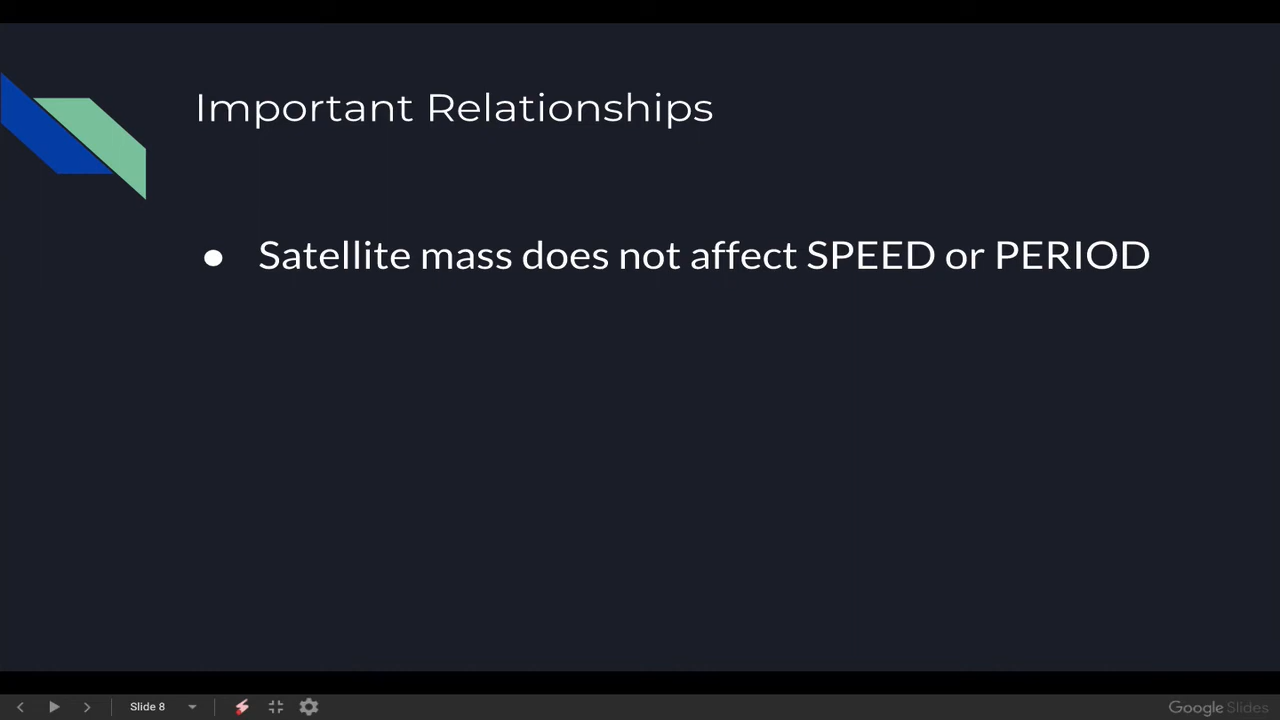 Important Relationships
● Satellite mass does not affect SPEED or PERIOD
Slide 8
Google Slides